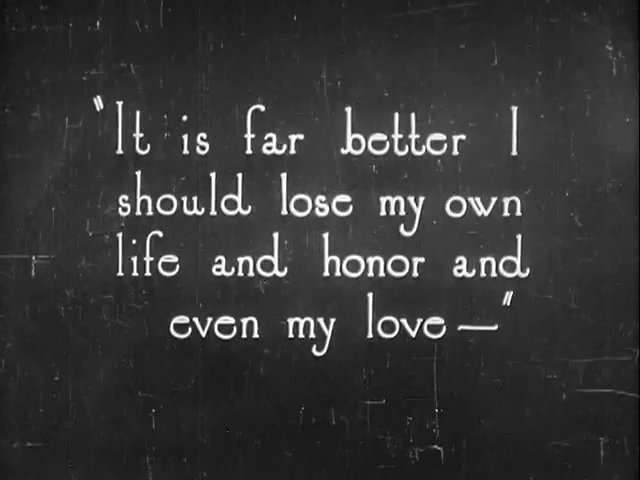 "It is far better I
should lose my own
life and honor and
even my love—"